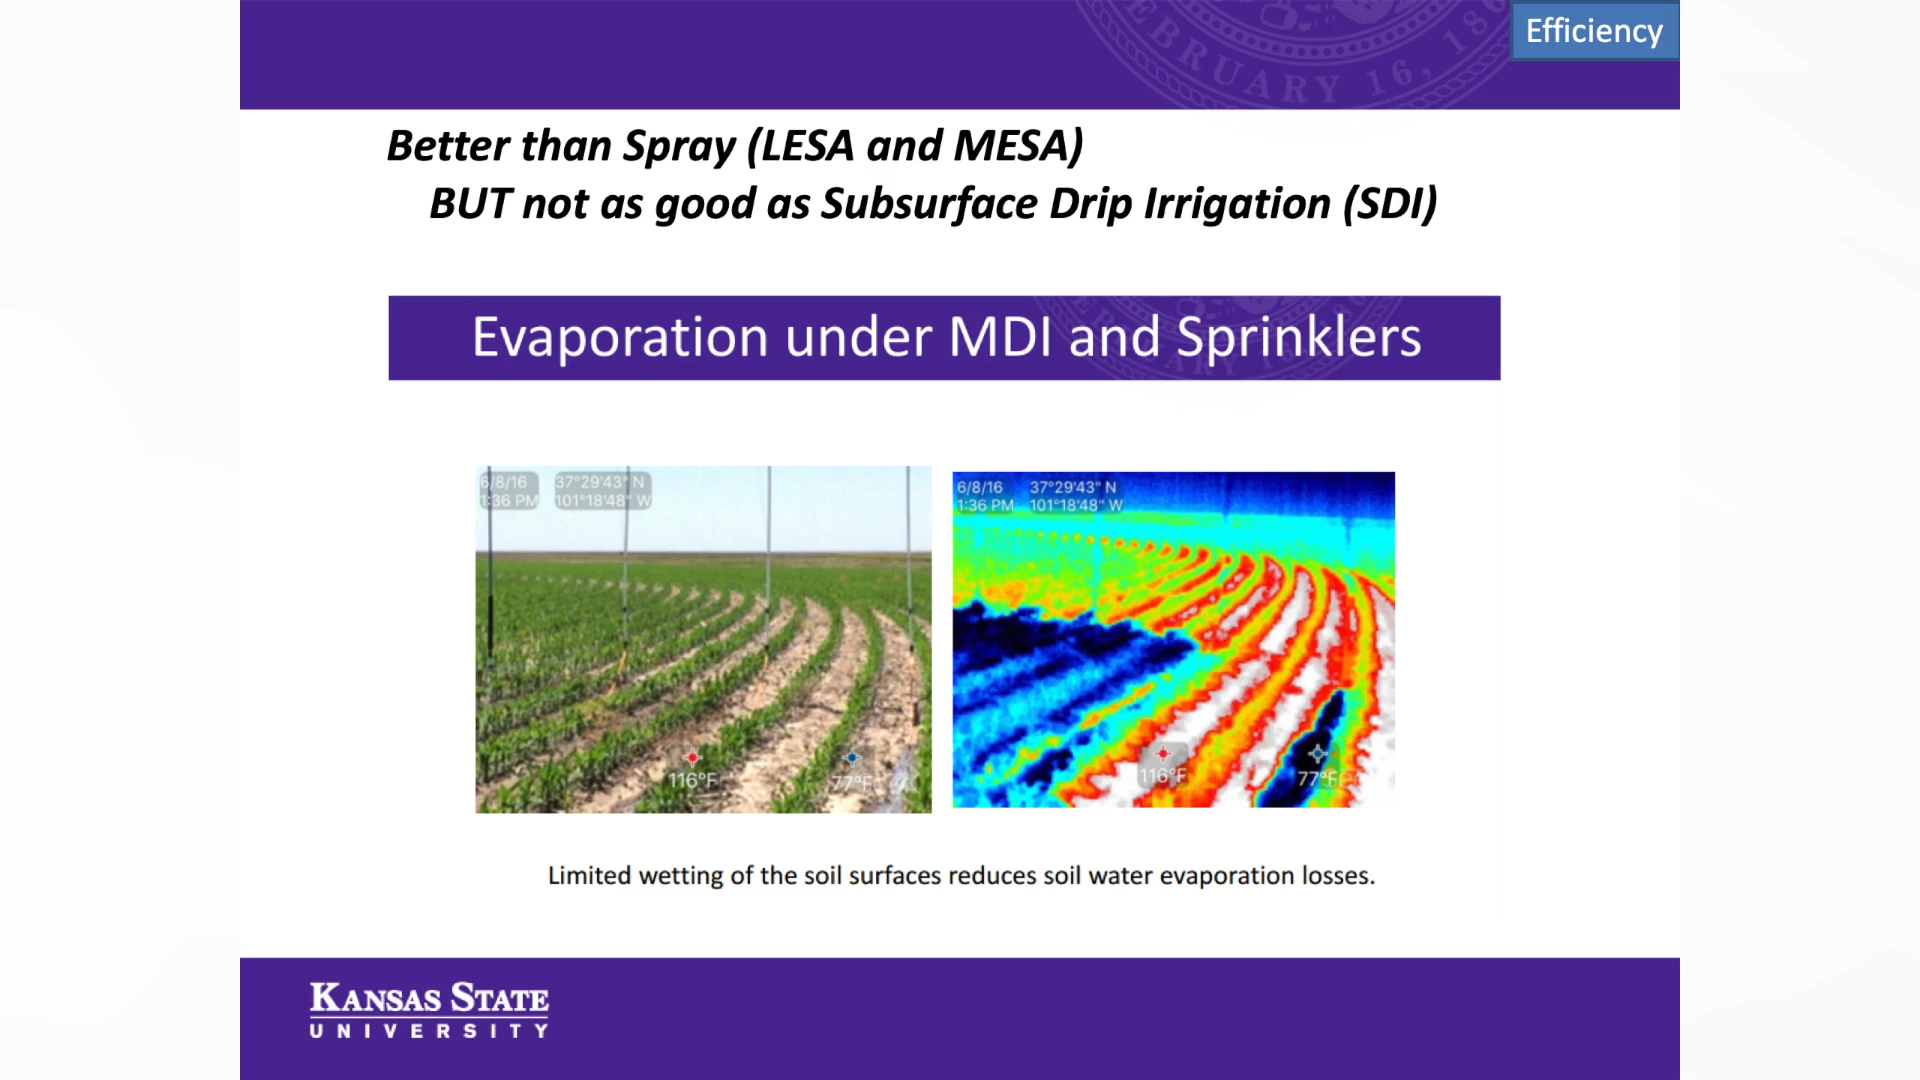 Efficiency
FEBRUARY 16, 186
Better than Spray (LESA and MESA)
BUT not as good as Subsurface Drip Irrigation (SDI)
Evaporation under MDI and Sprinklers
6/8/16 37°29'43" N
1:36 PM 101°18'48" W
116°F 77°F
6/8/16 37°29'43" N
1:36 PM 101°18'48" W
116°F 77°F
Limited wetting of the soil surfaces reduces soil water evaporation losses.
KANSAS STATE
UNIVERSITY